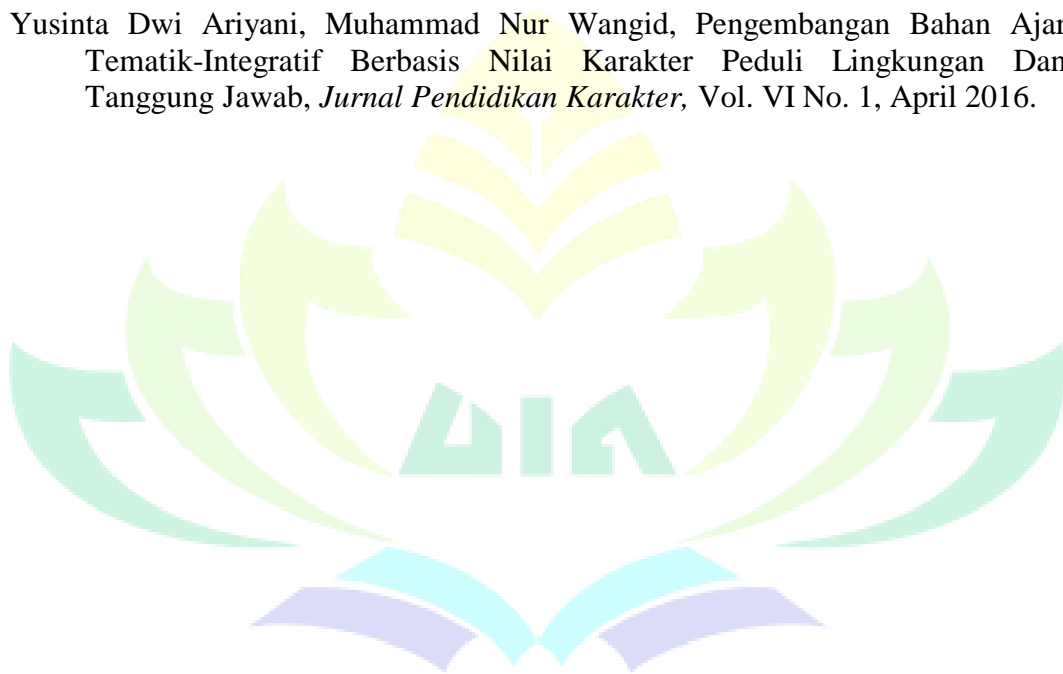 Yusinta Dwi Ariyani, Muhammad Nur Wangid, Pengembangan Bahan Ajar
Tematik-Integratif Berbasis Nilai Karakter Peduli Lingkungan Dan
Tanggung Jawab, Jurnal Pendidikan Karakter, Vol. VI No. 1, April 2016.